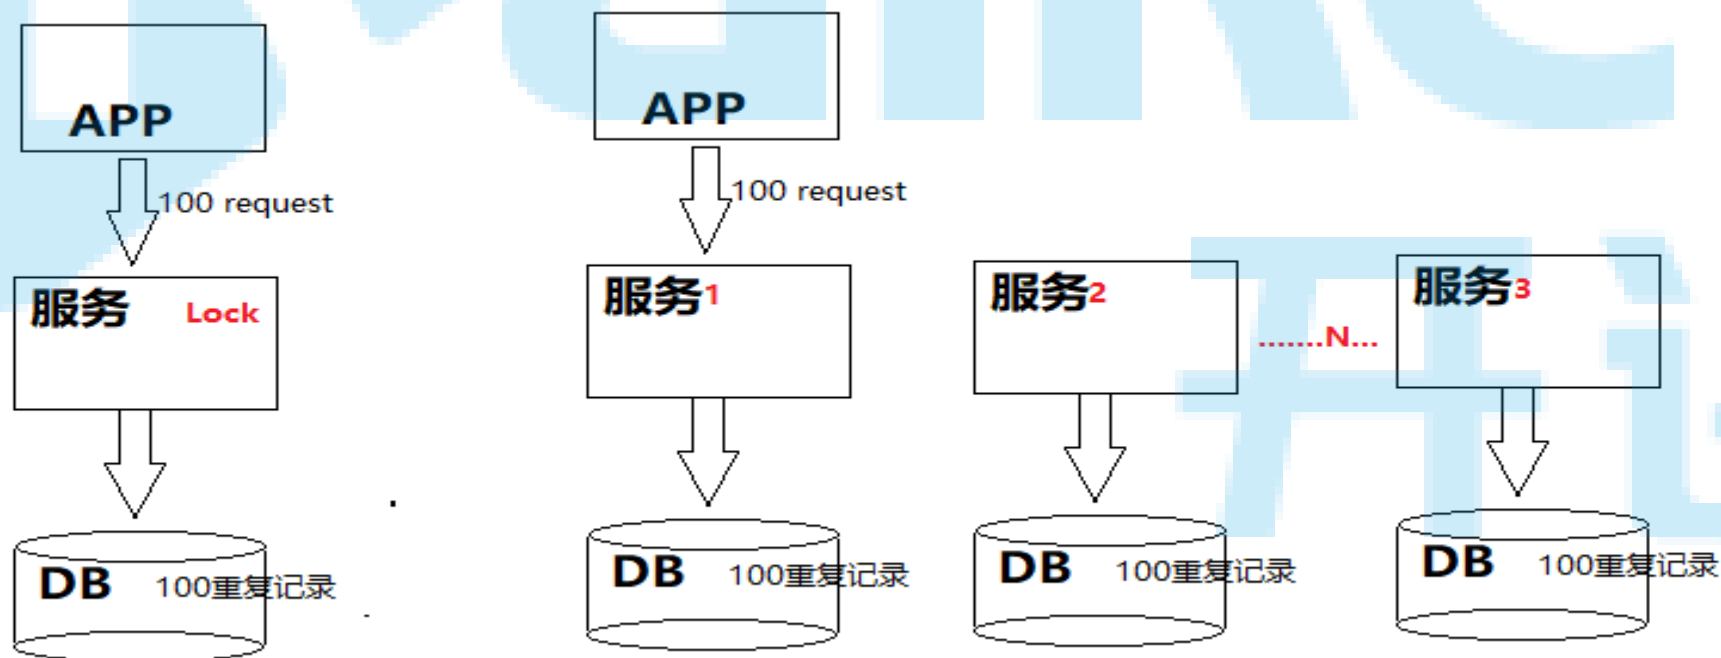 APP
100 request
服务 Lock
DB 100重复记录
APP
100 request
服务1
DB 100重复记录
服务2
DB 100重复记录
.......N...
服务3
DB 100重复记录